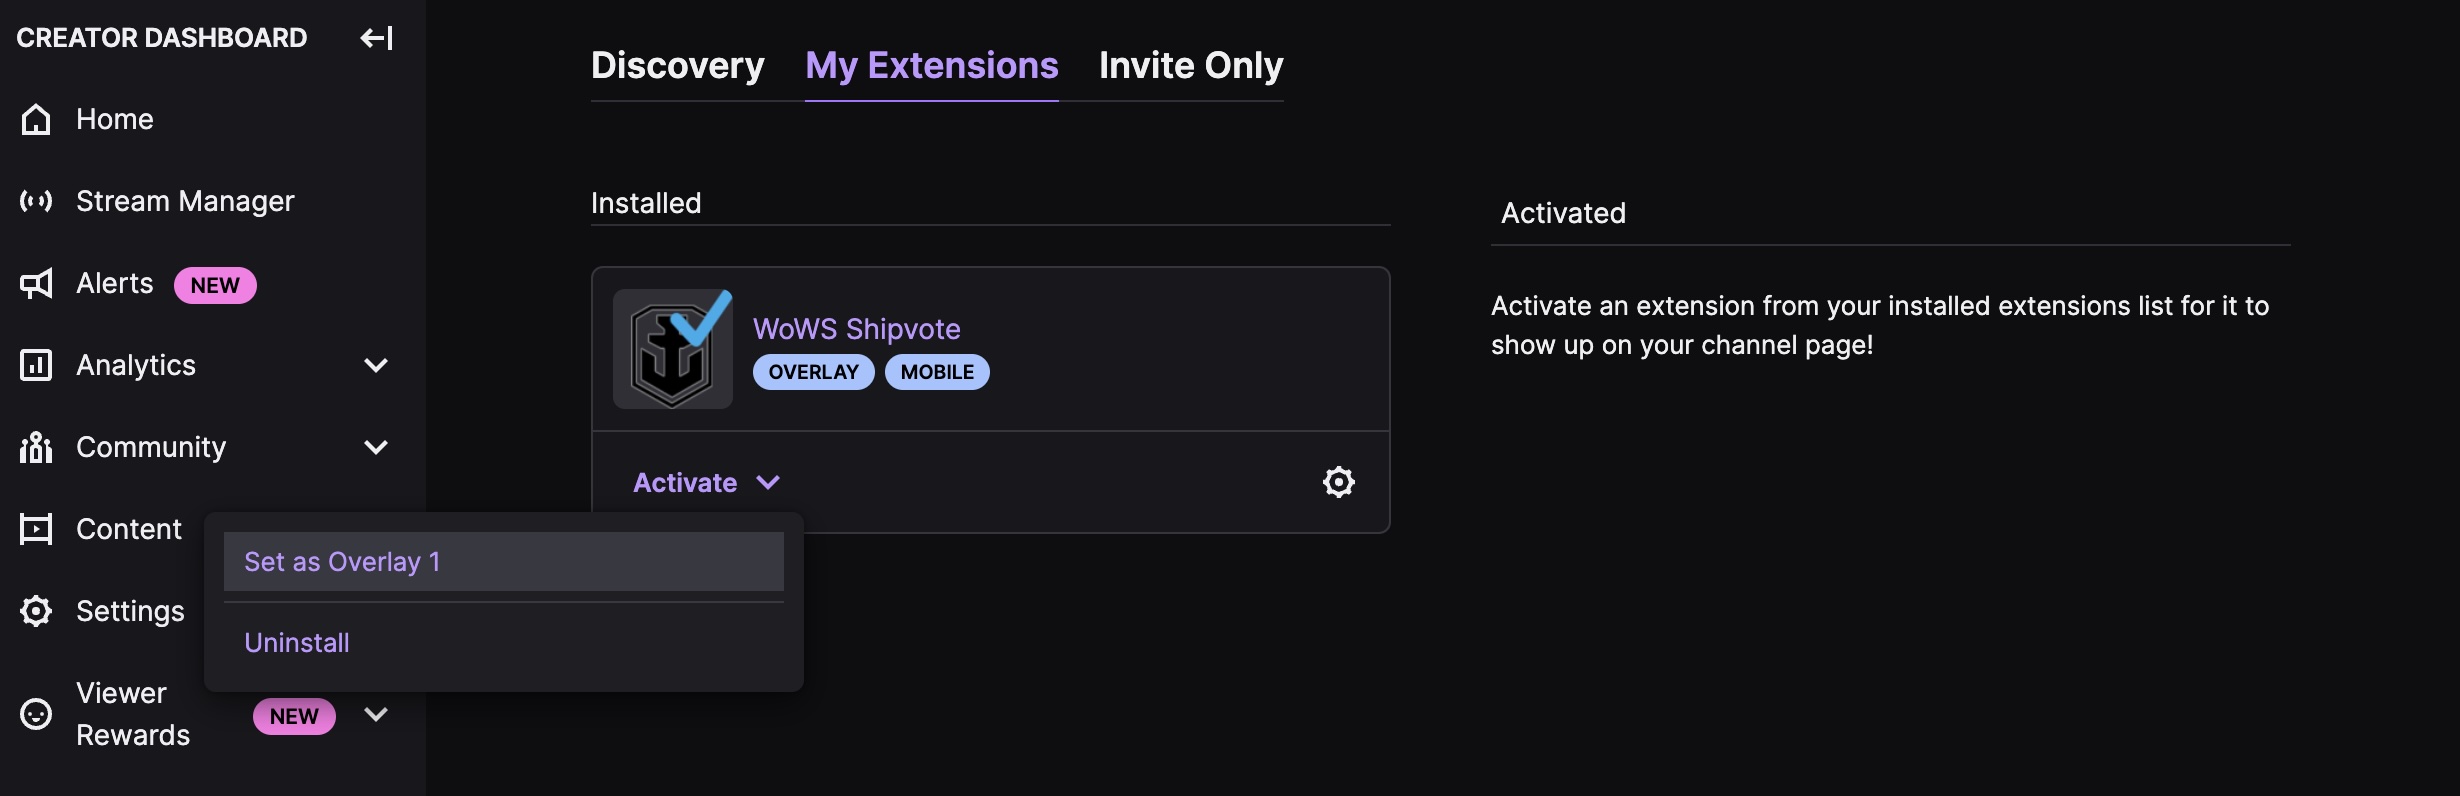 CREATOR DASHBOARD
Home
Stream Manager
Alerts NEW
Analytics
Community
Content
Settings
Viewer
Rewards
NEW
Discovery My Extensions Invite Only
Installed
WoWS Shipvote
OVERLAY MOBILE
Activate
Set as Overlay 1
Uninstall
Activated
Activate an extension from your installed extensions list for it to
show up on your channel page!